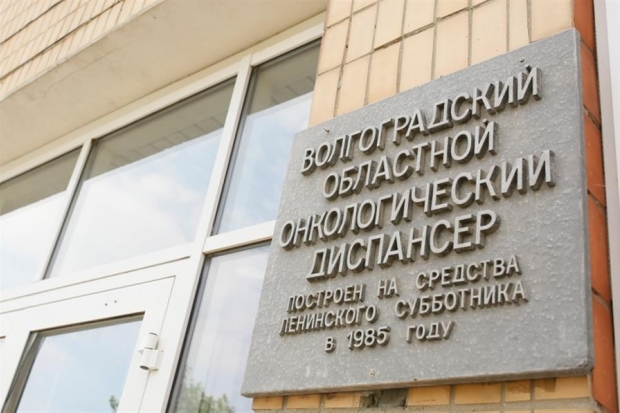 ВОЛГОГРАДСКИЙ
ОБЛАСТНОЙ
ОНКОЛОГИЧЕСКИЙ
ДИСПАНСЕР
ПОСТРОЕН НА СРЕДСТВА
ЛЕНИНСКОГО СУББОТНИКА
В 1985 ГОДУ